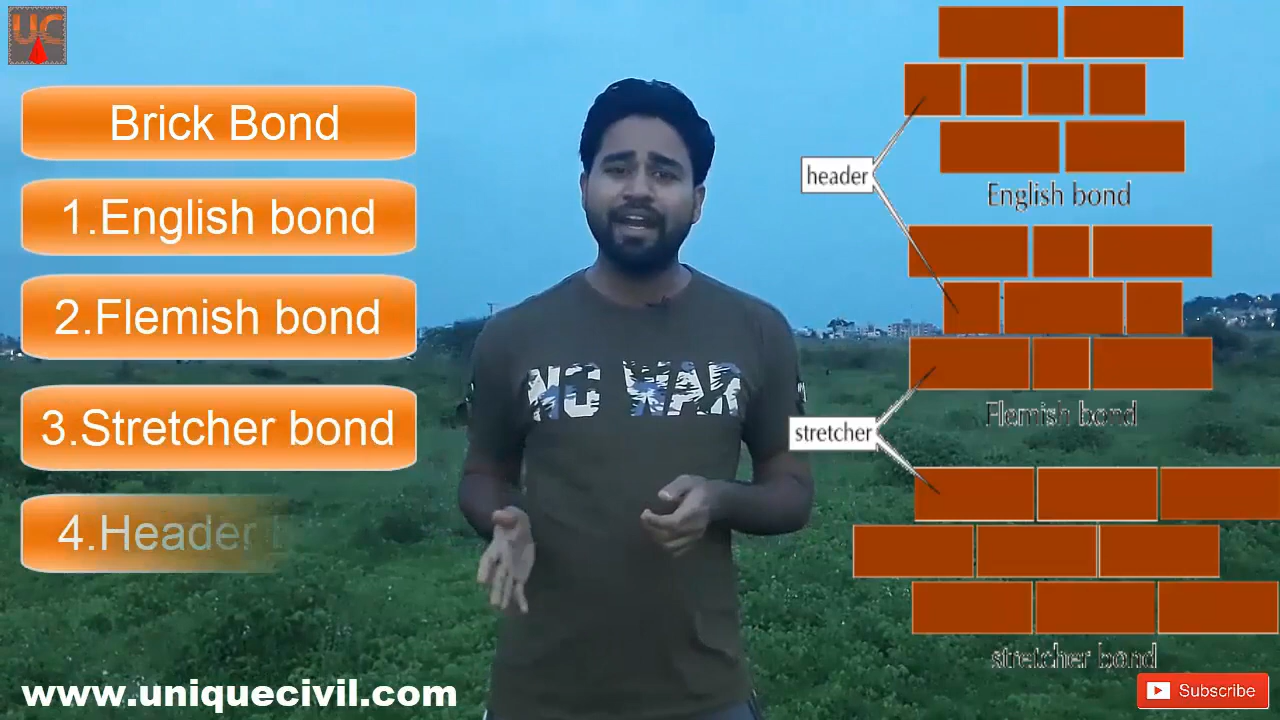 UC
Brick Bond
1.English bond
2.Flemish bond
3.Stretcher bond
4.Header
www.uniquecivil.com
NO WAR
header
English bond
Flemish bond
stretcher
stretcher bond
Subscribe